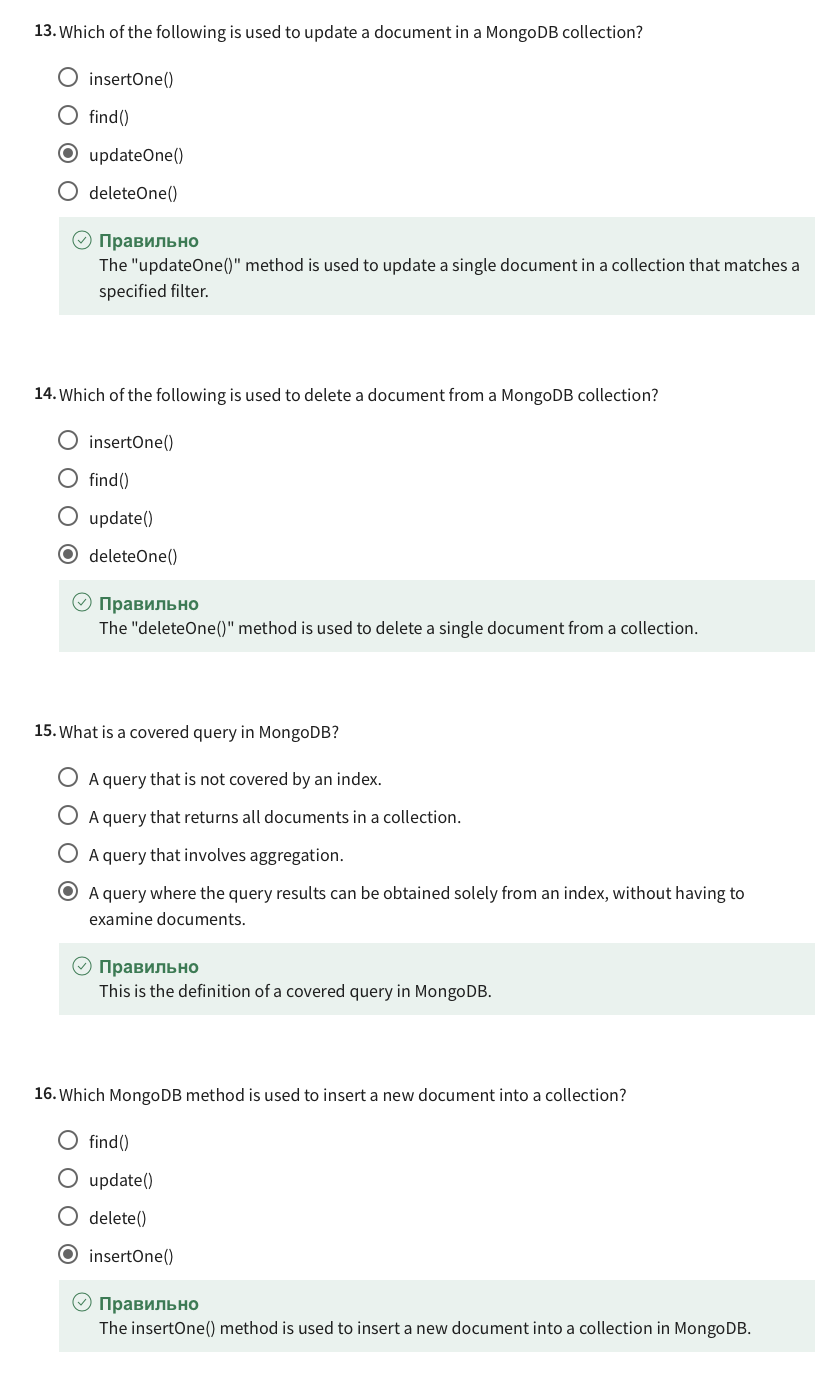 13. Which of the following is used to update a document in a MongoDB collection?
insertOne()
find()
updateOne()
deleteOne()
Правильно
The "updateOne()" method is used to update a single document in a collection that matches a
specified filter.
14. Which of the following is used to delete a document from a MongoDB collection?
insertOne()
find()
update()
deleteOne()
Правильно
The "deleteOne()" method is used to delete a single document from a collection.
15. What is a covered query in MongoDB?
A query that is not covered by an index.
A query that returns all documents in a collection.
A query that involves aggregation.
A query where the query results can be obtained solely from an index, without having to
examine documents.
Правильно
This is the definition of a covered query in MongoDB.
16. Which MongoDB method is used to insert a new document into a collection?
find()
update()
delete()
insertOne()
Правильно
The insertOne() method is used to insert a new document into a collection in MongoDB.